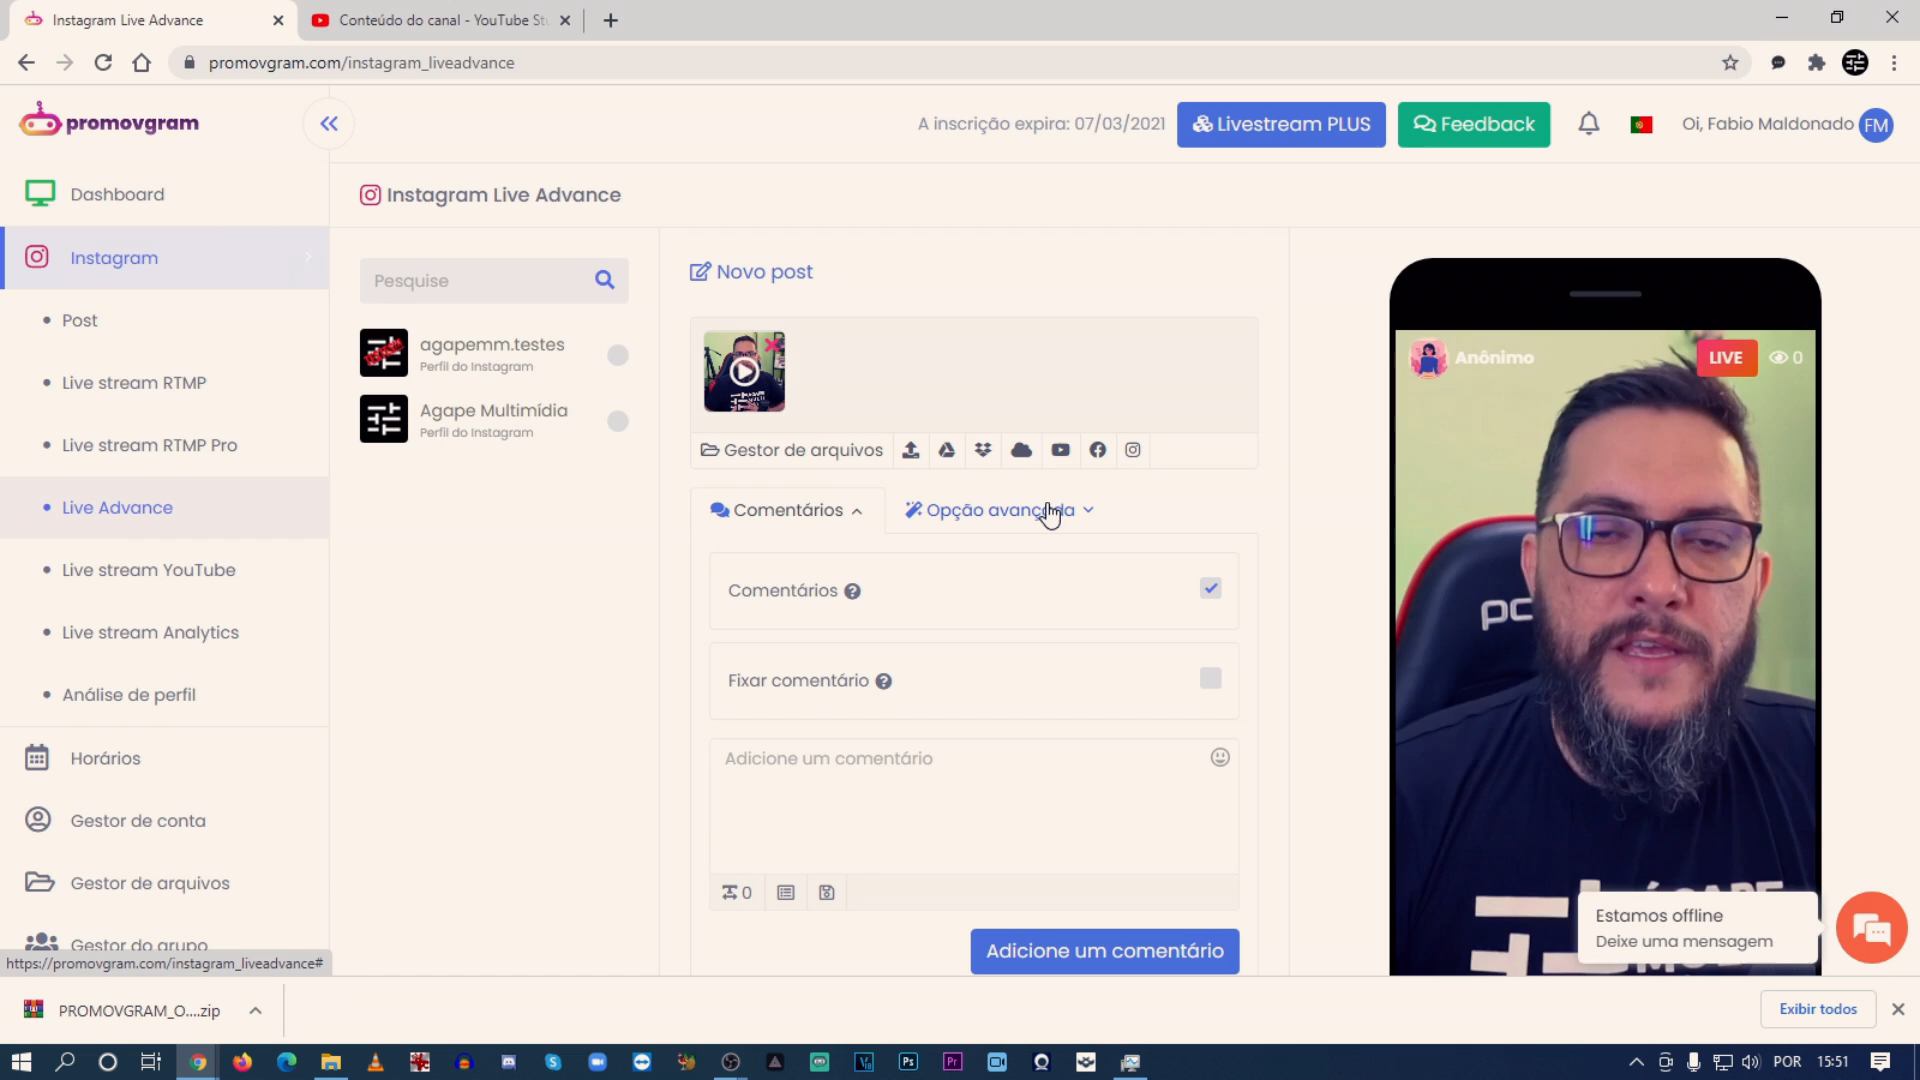 Instagram Live Advance
Conteúdo do canal - YouTube Stu
promovgram.com/instagram_liveadvance
promovgram
A inscrição expira: 07/03/2021
Livestream PLUS
Feedback
Oi, Fabio Maldonado
FM
Dashboard
Instagram
Post
Live stream RTMP
Live stream RTMP Pro
Live Advance
Live stream YouTube
Live stream Analytics
Análise de perfil
Horários
Gestor de conta
Gestor de arquivos
Gestor do grupo
https://promovgram.com/instagram_liveadvance#
Instagram Live Advance
Pesquise
agapemm.testes
Perfil do Instagram
Agape Multimídia
Perfil do Instagram
Novo post
Gestor de arquivos
Comentários
Opção avançada
Comentários
Fixar comentário
Adicione um comentário
0
Adicione um comentário
Anônimo
LIVE
0
pc
Estamos offline
Deixe uma mensagem
PROMOVGRAM_O....zip
Exibir todos
POR
15:51